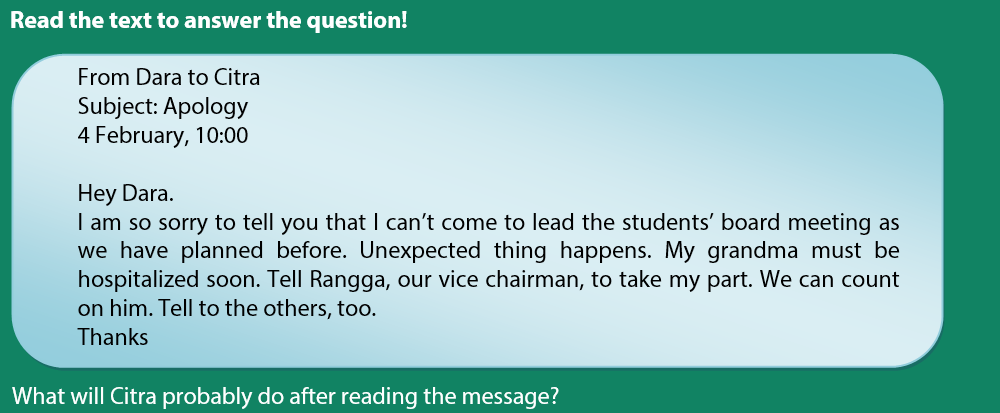 Read the text to answer the question!
From Dara to Citra
Subject: Apology
4 February, 10:00
Hey Dara.
I am so sorry to tell you that I can’t come to lead the students’ board meeting as
we have planned before. Unexpected thing happens. My grandma must be
hospitalized soon. Tell Rangga, our vice chairman, to take my part. We can count
on him. Tell to the others, too.
Thanks
What will Citra probably do after reading the message?